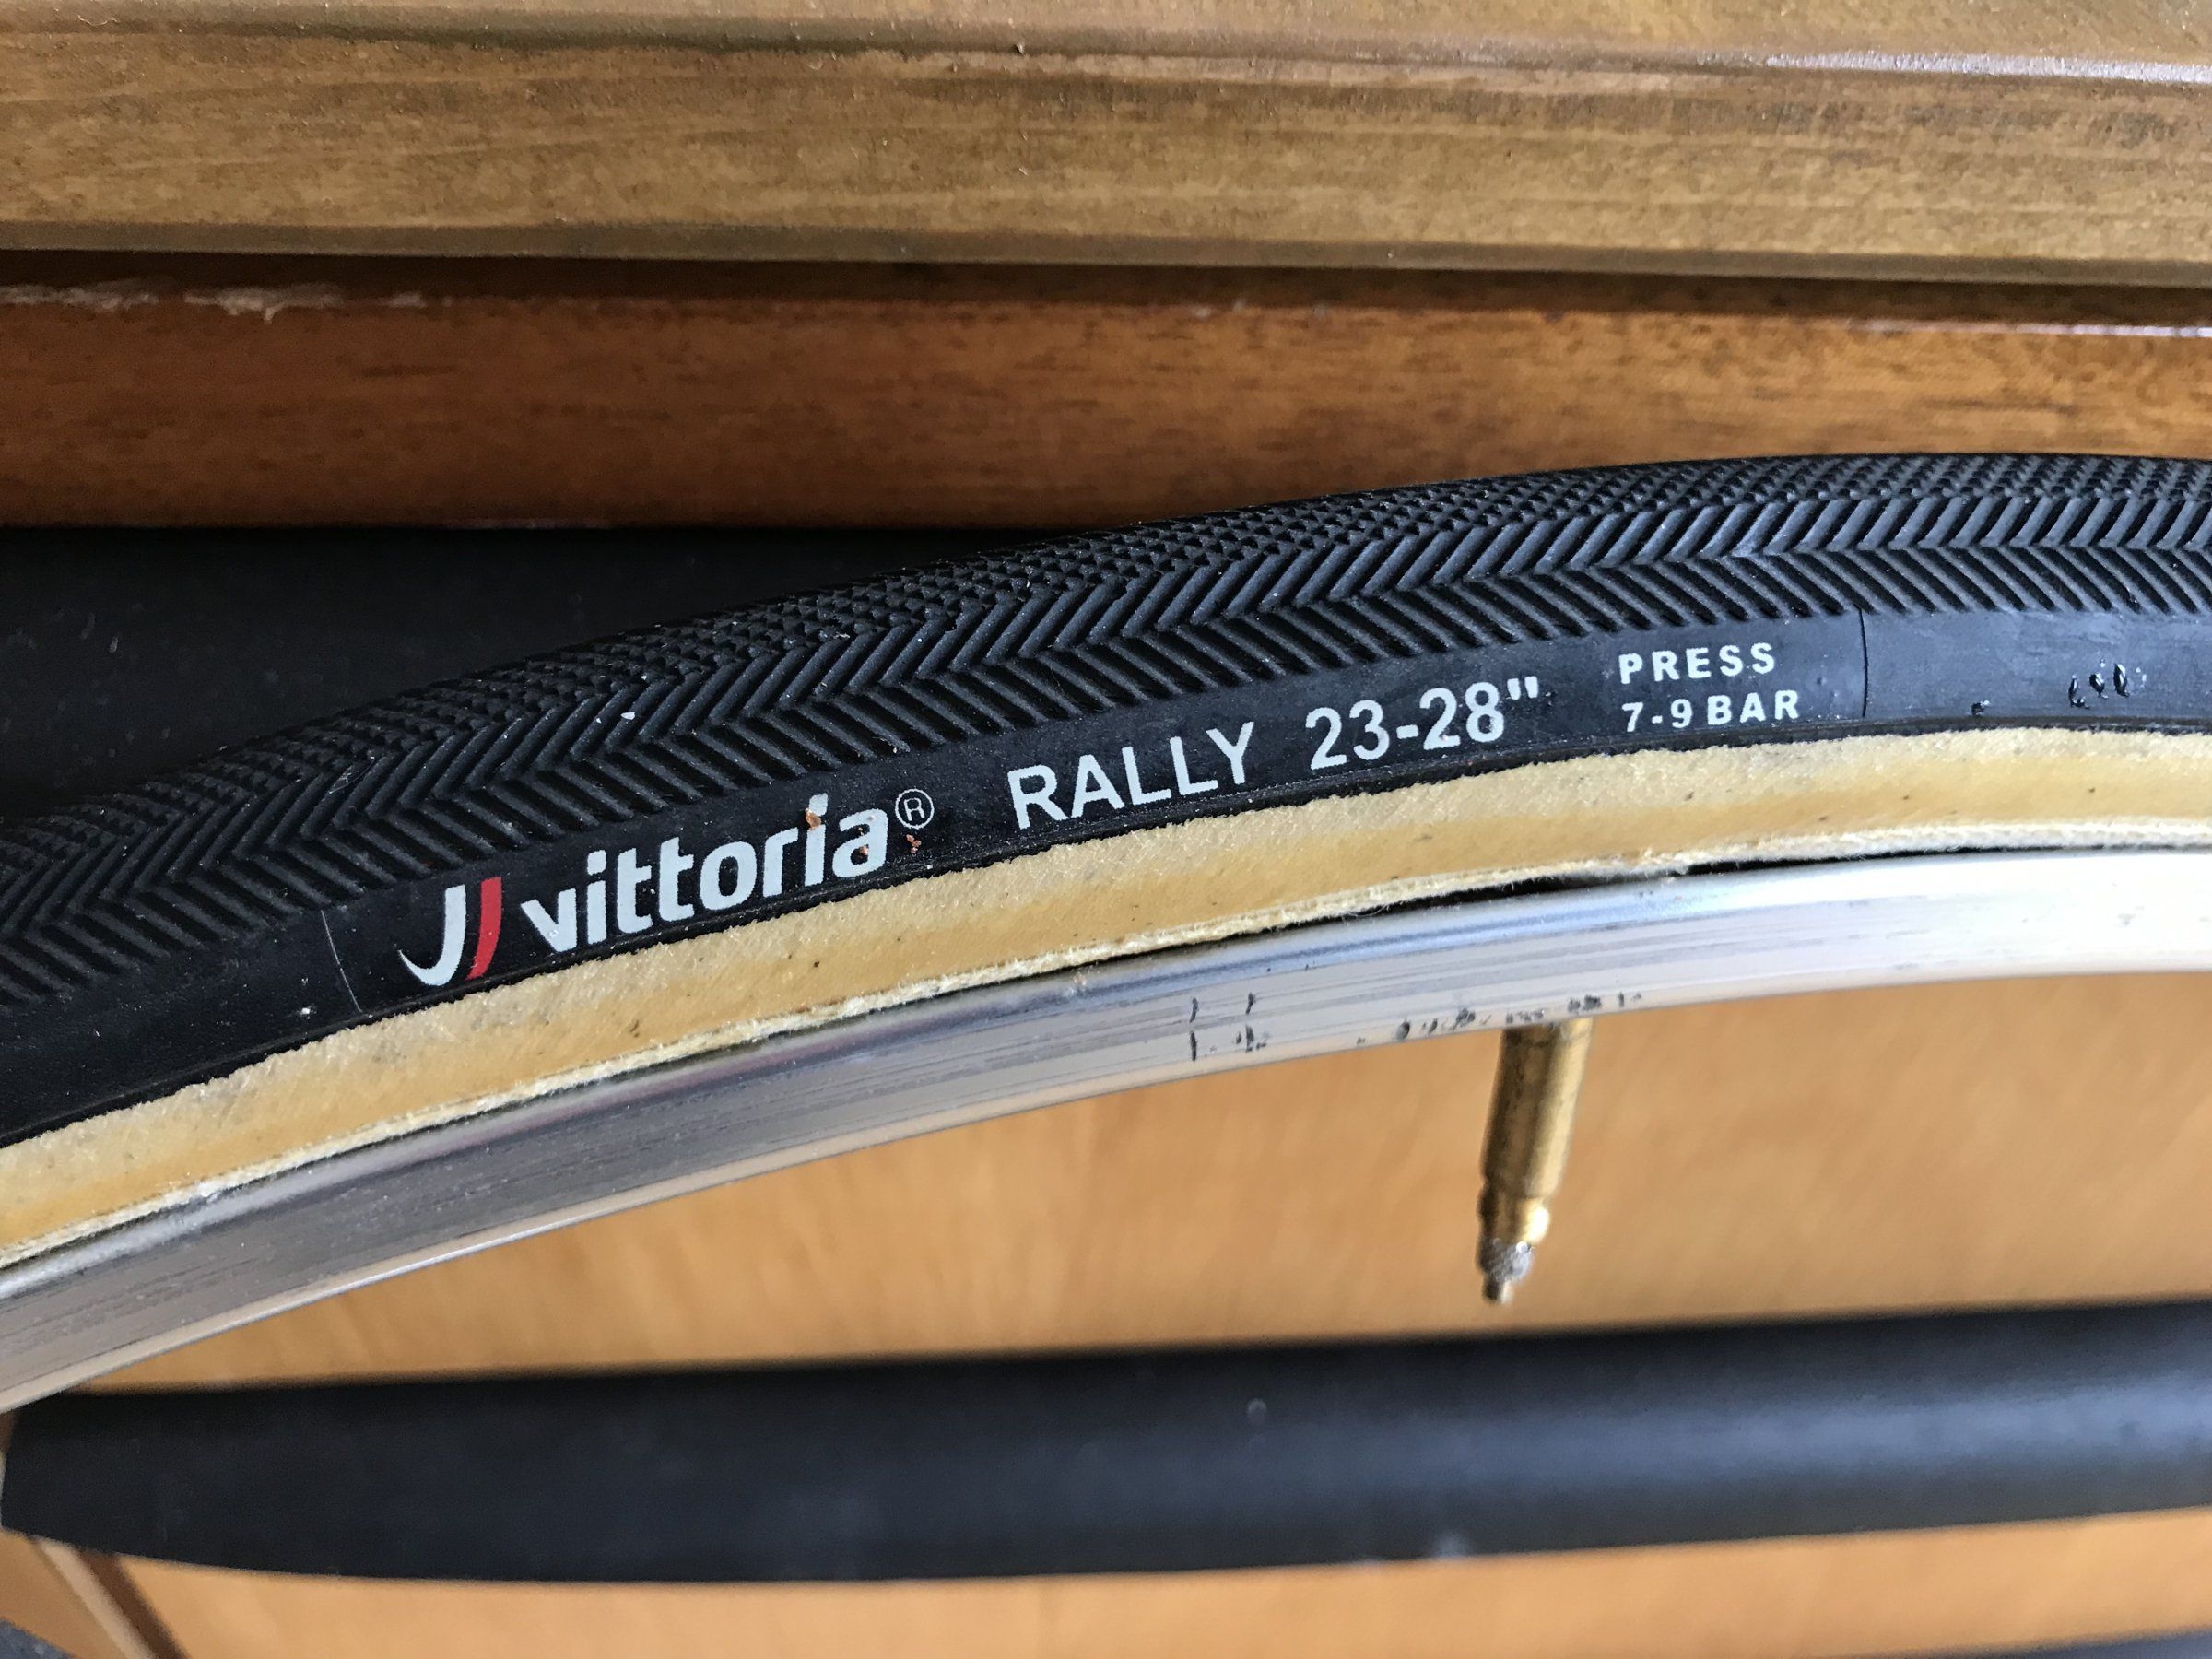 vittoria® RALLY 23-28" PRESS
7-9 BAR